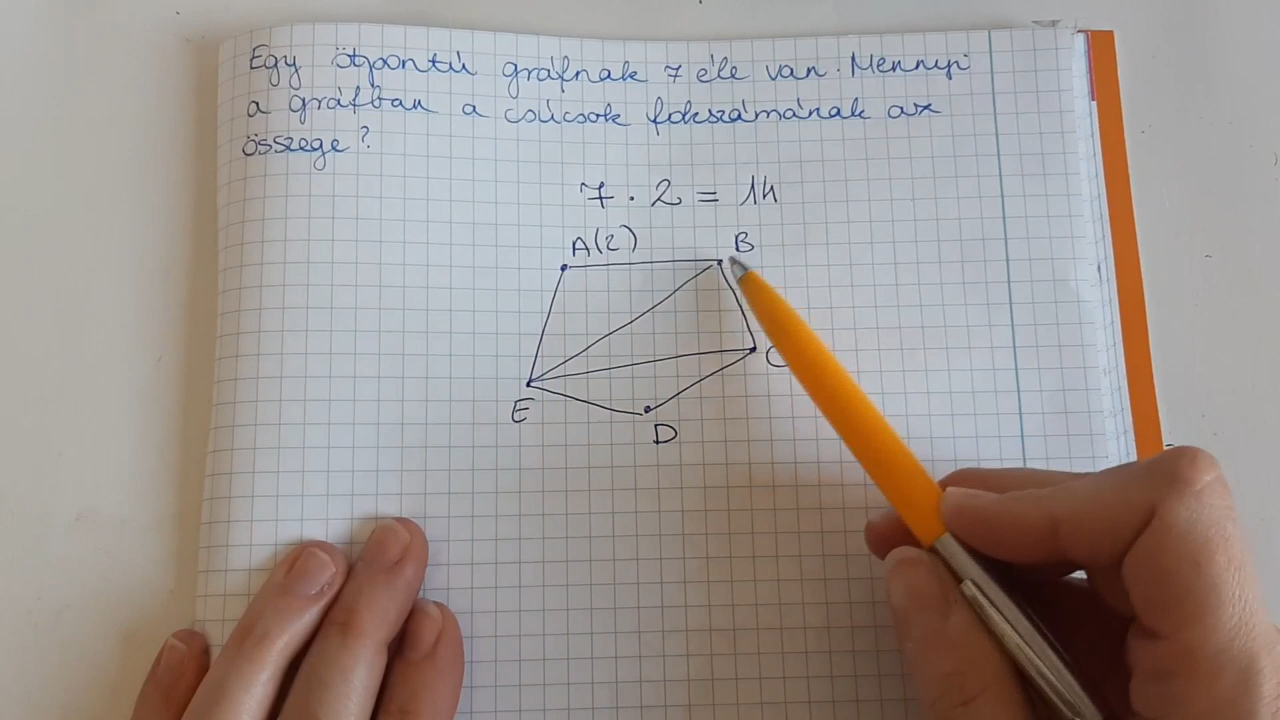 Egy ötpontú gráfnak 7 éle van. Mennyi
a gráfban a csúcsok fokszámának az
összege?
7 · 2 = 14
A(2) B
C
E
D